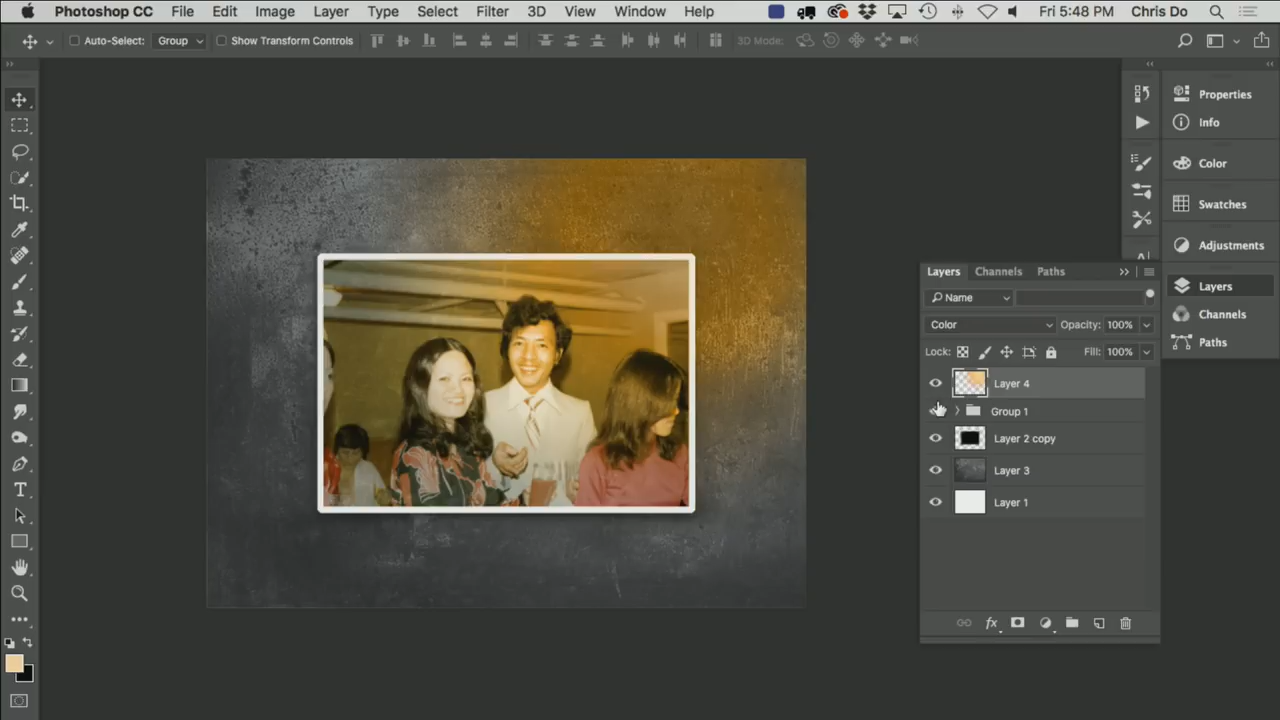 Photoshop CC File Edit Image Layer Type Select Filter 3D View Window Help Fri 5:48 PM Chris Do
Auto-Select: Group Show Transform Controls 3D Mode:
Properties
Info
Color
Swatches
Adjustments
Layers
Channels
Paths
Layers Channels Paths
Name
Color Opacity: 100%
Lock: Fill: 100%
Layer 4
Group 1
Layer 2 copy
Layer 3
Layer 1
fx